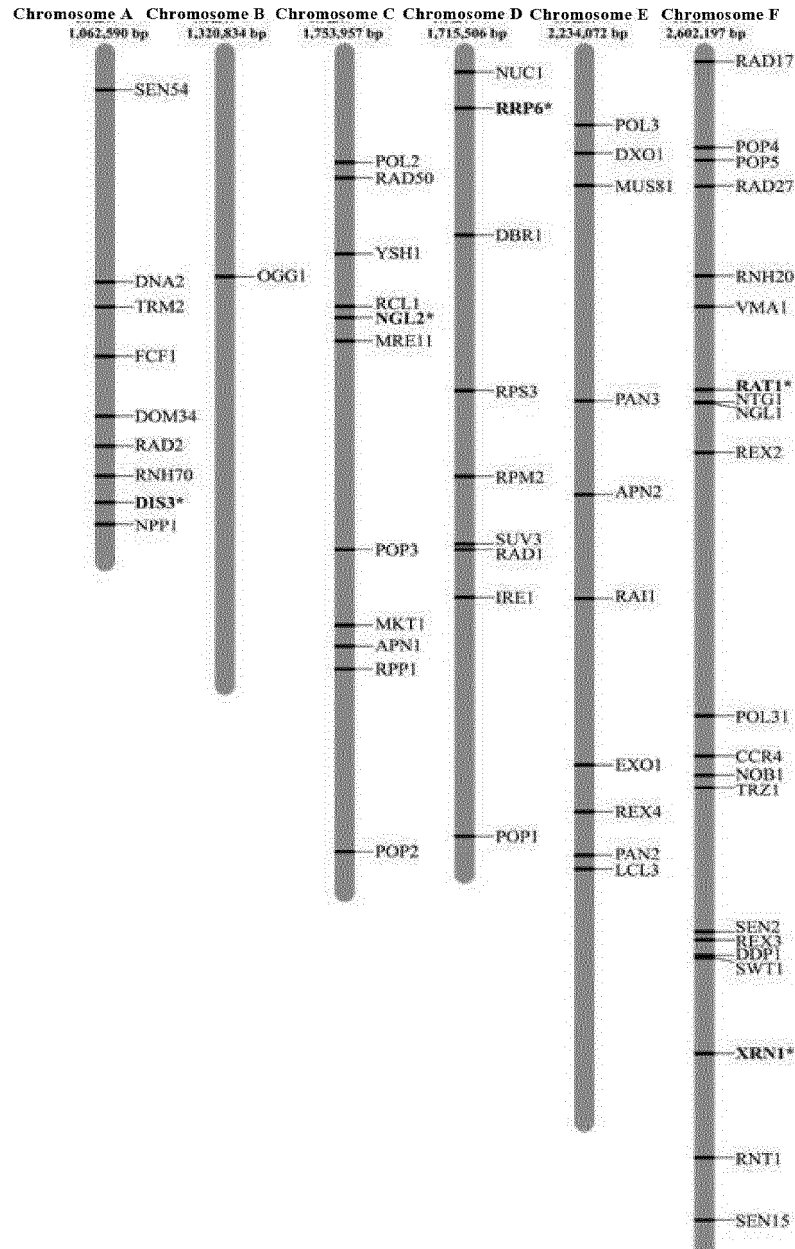 Chromosome A
1,062,590 bp
SEN54
DNA2
TRM2
FCF1
DOM34
RAD2
RNH70
DIS3*
NPP1
Chromosome B
1,320,834 bp
OGG1
Chromosome C
1,753,957 bp
POL2
RAD50
YSH1
RCL1
NGL2*
MRE11
POP3
MKT1
APN1
RPP1
POP2
Chromosome D
1,715,506 bp
NUC1
RRP6*
DBR1
RPS3
RPM2
SUV3
RAD1
IRE1
POP1
Chromosome E
2,234,072 bp
POL3
DXO1
MUS81
PAN3
APN2
RAI1
EXO1
REX4
PAN2
LCL3
Chromosome F
2,602,197 bp
RAD17
POP4
POP5
RAD27
RNH20
VMA1
RAT1*
NTG1
NGL1
REX2
POL31
CCR4
NOB1
TRZ1
SEN2
REX3
DDP1
SWT1
XRN1*
RNT1
SEN15